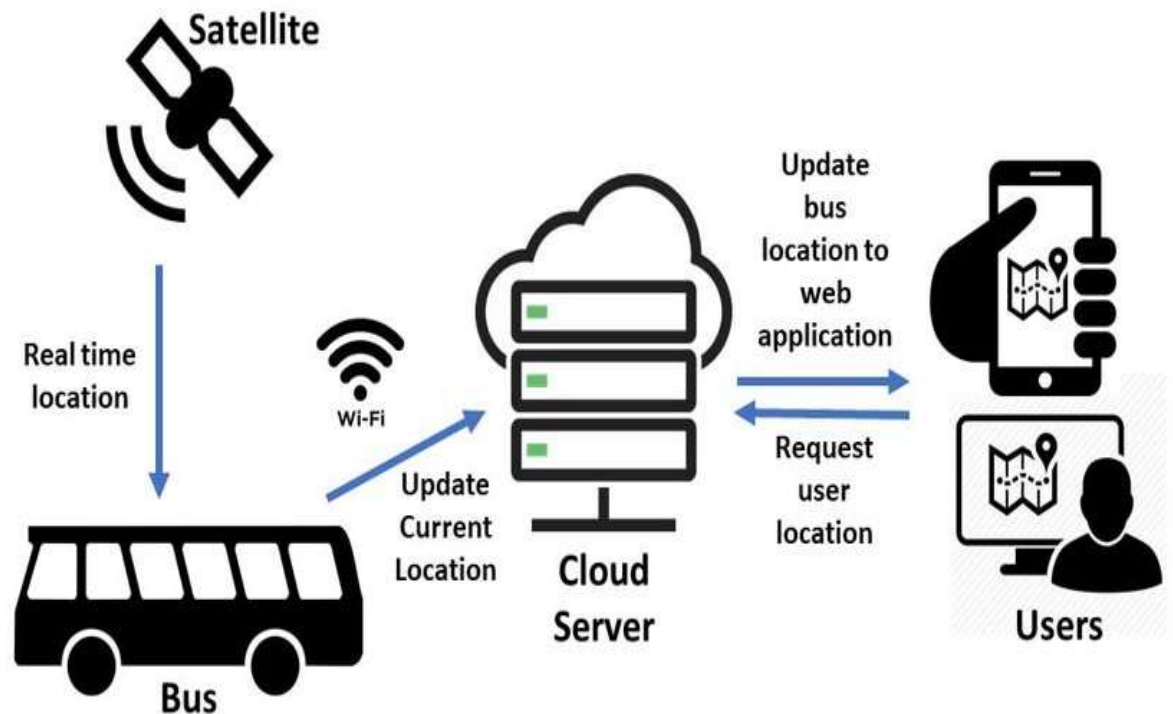 Satellite
Real time
location
Wi-Fi
Update
Current
Location
Bus
Cloud
Server
Update
bus
location to
web
application
Request
user
location
Users